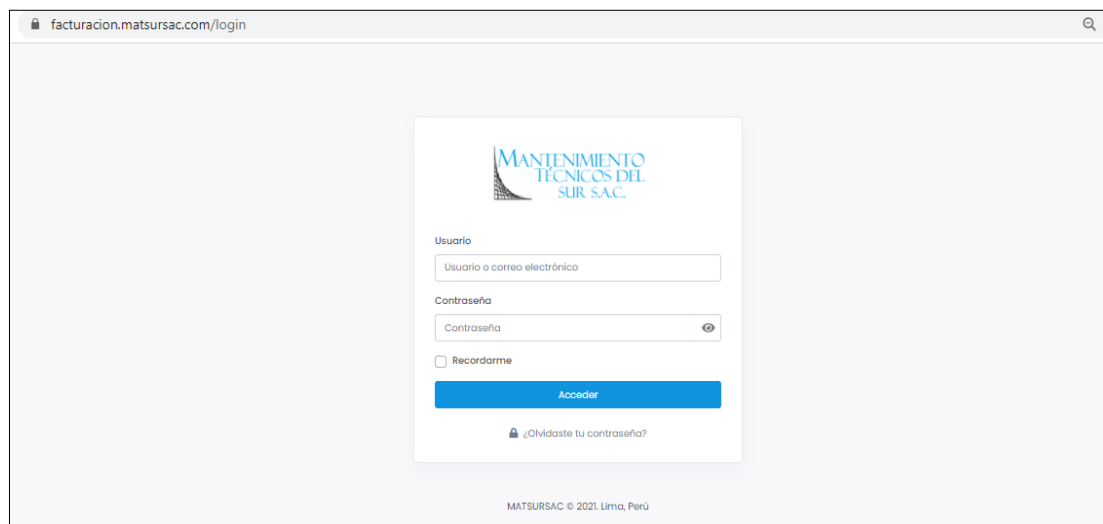 facturacion.matsursac.com/login
MANTENIMIENTO
TÉCNICOS DEL
SUR S.A.C.
Usuario
Usuario o correo electrónico
Contraseña
Contraseña
Recordarme
Acceder
¿Olvidaste tu contraseña?
MATSURSAC © 2021. Lima, Perú